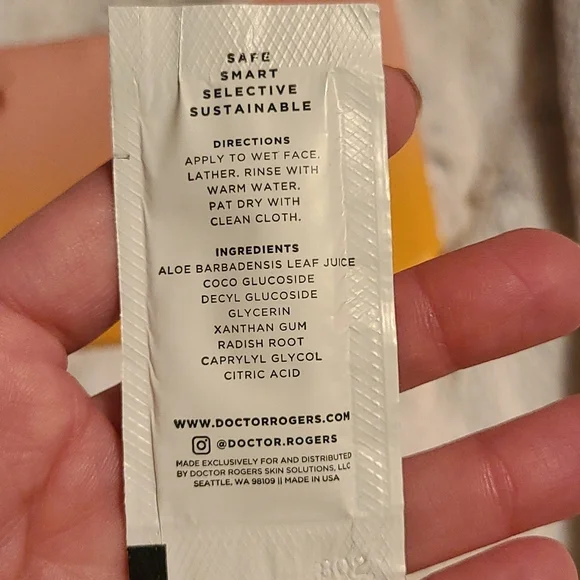 SAFE
SMART
SELECTIVE
SUSTAINABLE
DIRECTIONS
APPLY TO WET FACE.
LATHER. RINSE WITH
WARM WATER.
PAT DRY WITH
CLEAN CLOTH.
INGREDIENTS
ALOE BARBADENSIS LEAF JUICE
COCO GLUCOSIDE
DECYL GLUCOSIDE
GLYCERIN
XANTHAN GUM
RADISH ROOT
CAPRYLYL GLYCOL
CITRIC ACID
WWW.DOCTORROGERS.COM
@DOCTOR.ROGERS
MADE EXCLUSIVELY FOR AND DISTRIBUTED
BY DOCTOR ROGERS SKIN SOLUTIONS, LLC
SEATTLE, WA 98109 || MADE IN USA